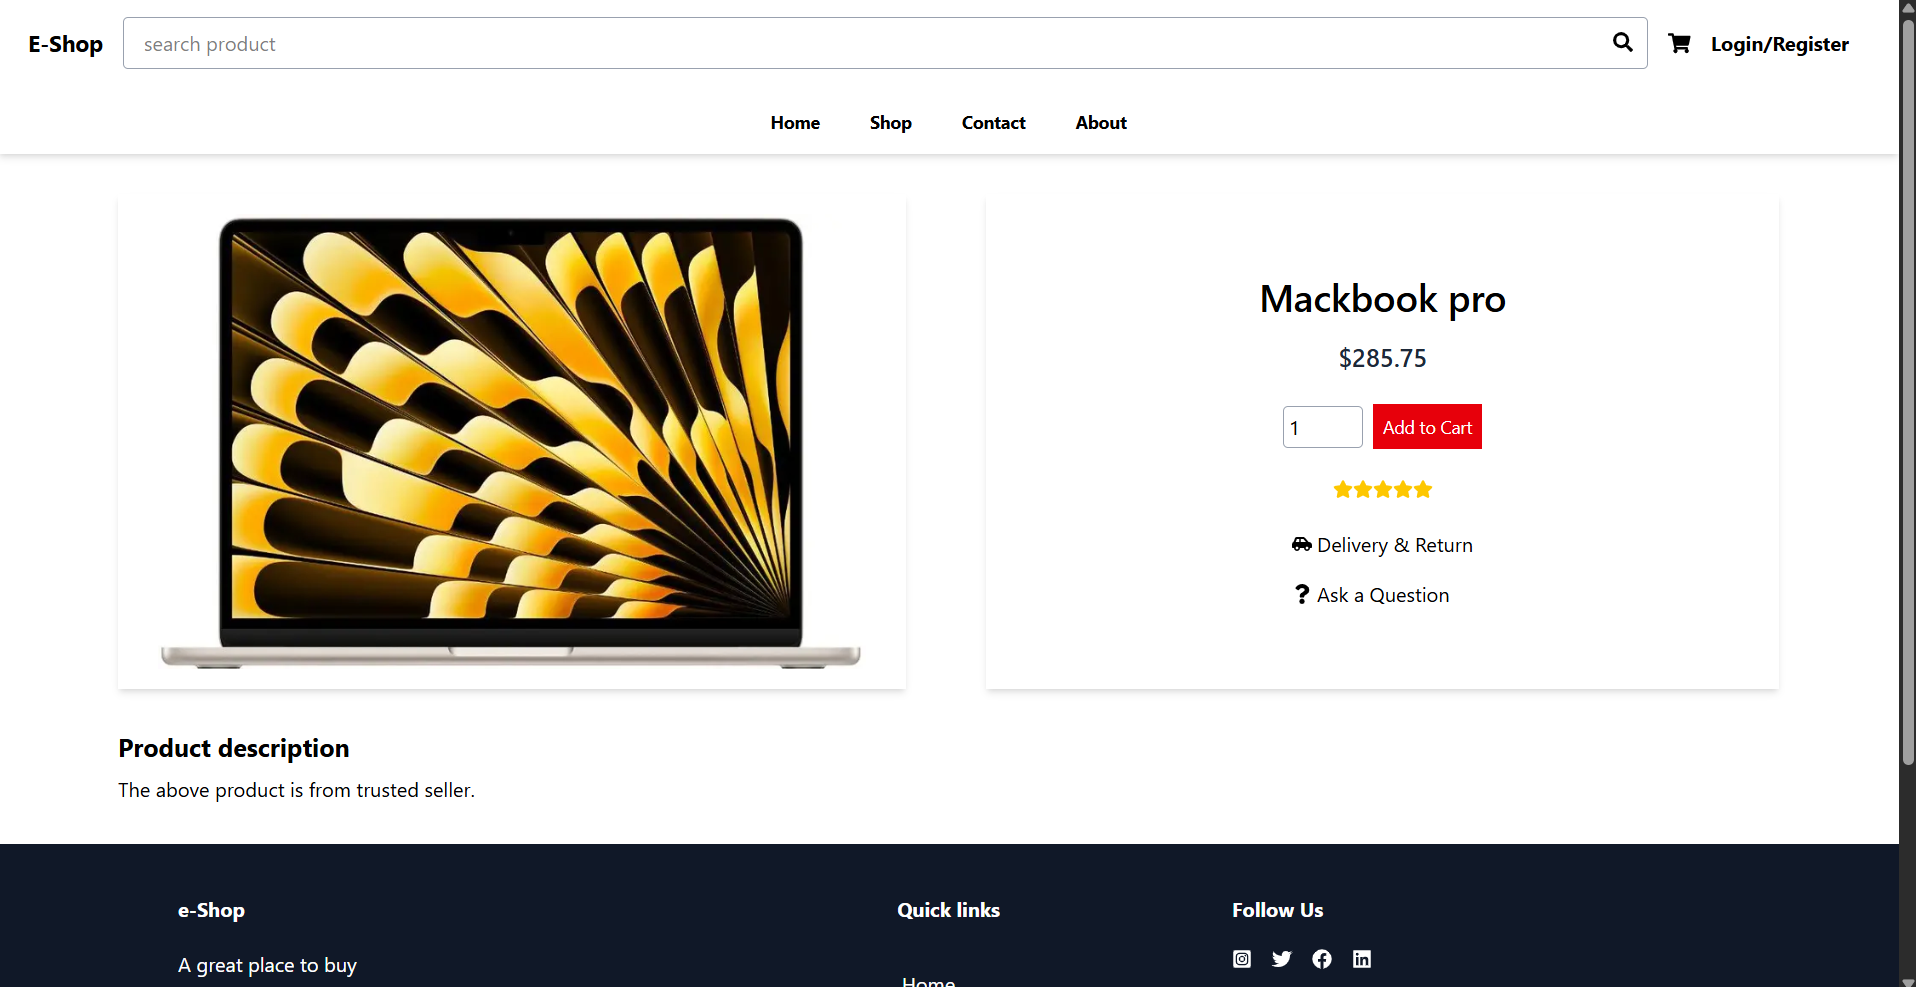 E-Shop
search product
Login/Register
Home
Shop
Contact
About
Mackbook pro
$285.75
1
Add to Cart
Delivery & Return
Ask a Question
Product description
The above product is from trusted seller.
e-Shop
Quick links
Follow Us
A great place to buy
Home